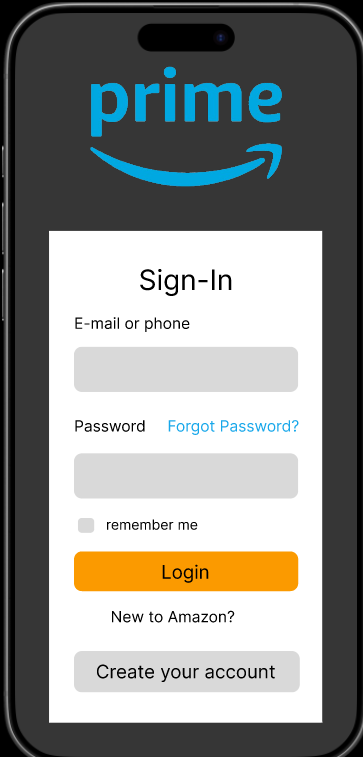 prime
Sign-In
E-mail or phone
Password Forgot Password?
remember me
Login
New to Amazon?
Create your account